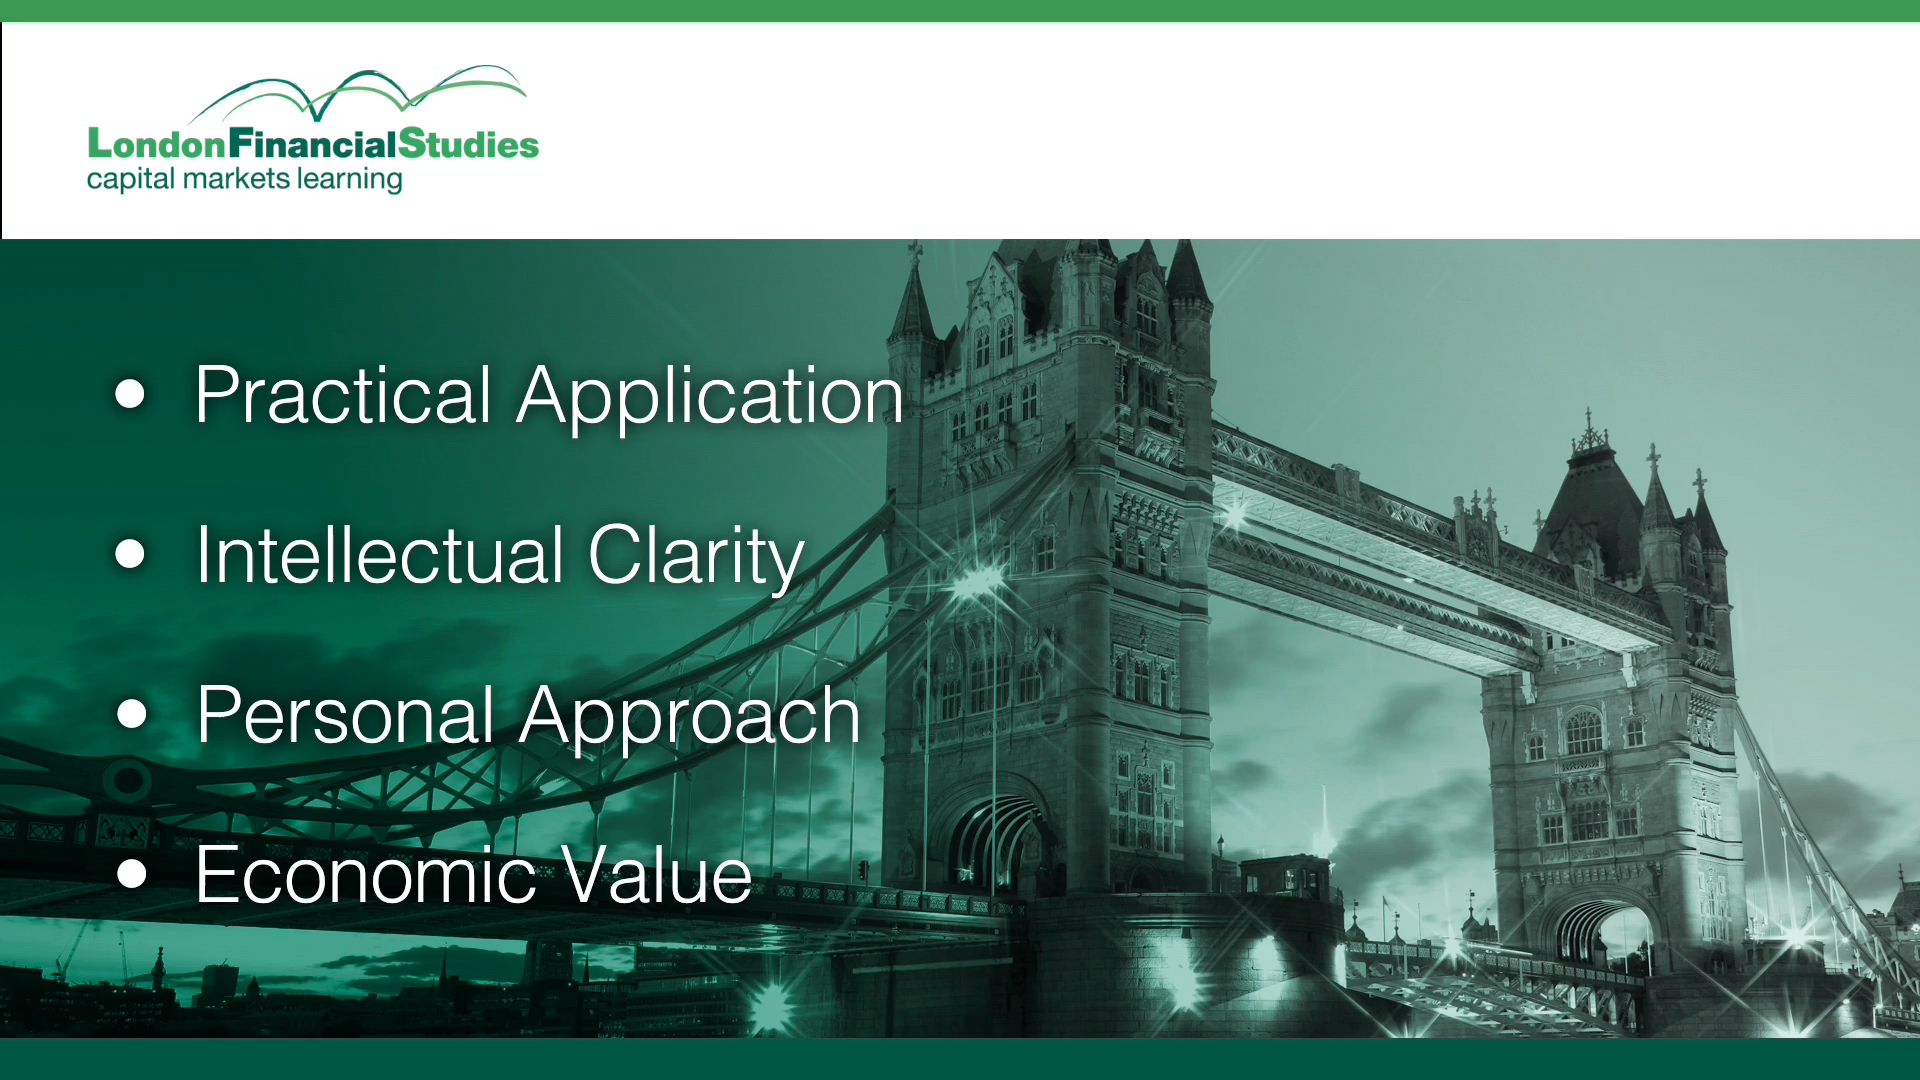 LondonFinancialStudies
capital markets learning
• Practical Application
• Intellectual Clarity
• Personal Approach
• Economic Value